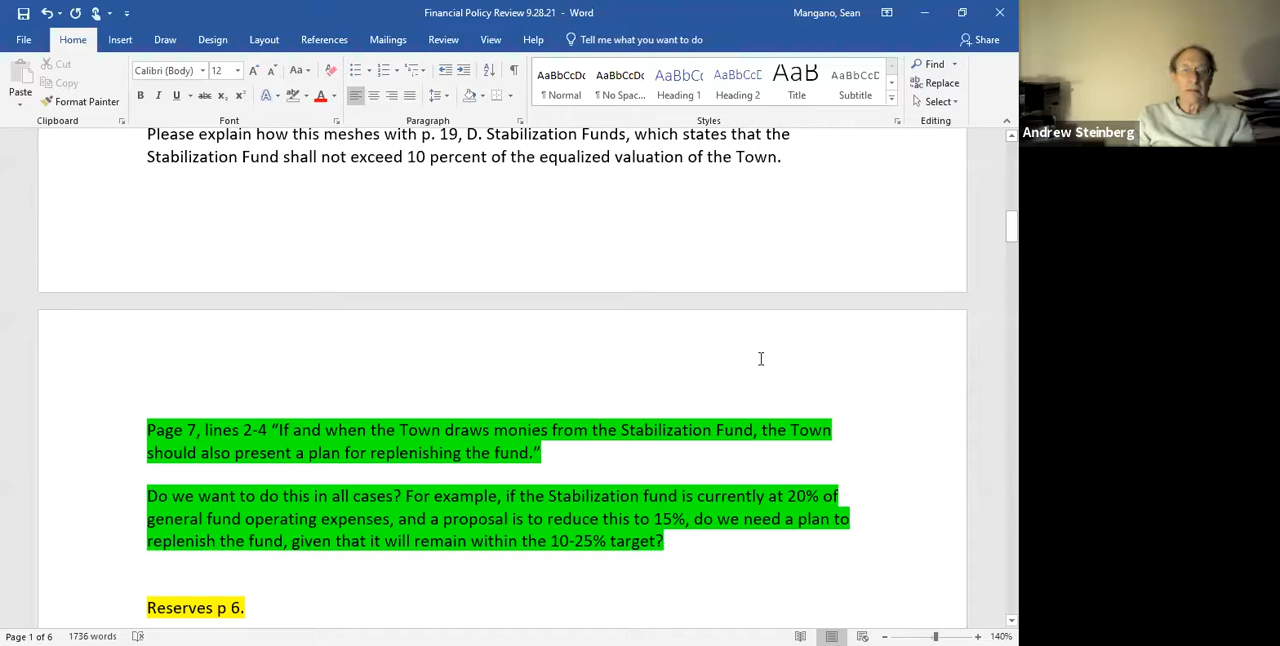 Financial Policy Review 9.28.21 - Word
Mangano, Sean
File Home Insert Draw Design Layout References Mailings Review View Help Tell me what you want to do
Share
Paste
Cut
Copy
Format Painter
Clipboard
Calibri (Body) 12
Font
Paragraph
AaBbCcDc AaBbCcDc AaBbC AaBbCcD AaB AaBbCcD
¶ Normal ¶ No Spac... Heading 1 Heading 2 Title Subtitle
Styles
Find
Replace
Select
Editing
Please explain how this meshes with p. 19, D. Stabilization Funds, which states that the
Stabilization Fund shall not exceed 10 percent of the equalized valuation of the Town.
Page 7, lines 2-4 “If and when the Town draws monies from the Stabilization Fund, the Town
should also present a plan for replenishing the fund.”
Do we want to do this in all cases? For example, if the Stabilization fund is currently at 20% of
general fund operating expenses, and a proposal is to reduce this to 15%, do we need a plan to
replenish the fund, given that it will remain within the 10-25% target?
Reserves p 6.
Page 1 of 6 1736 words
140%
Andrew Steinberg